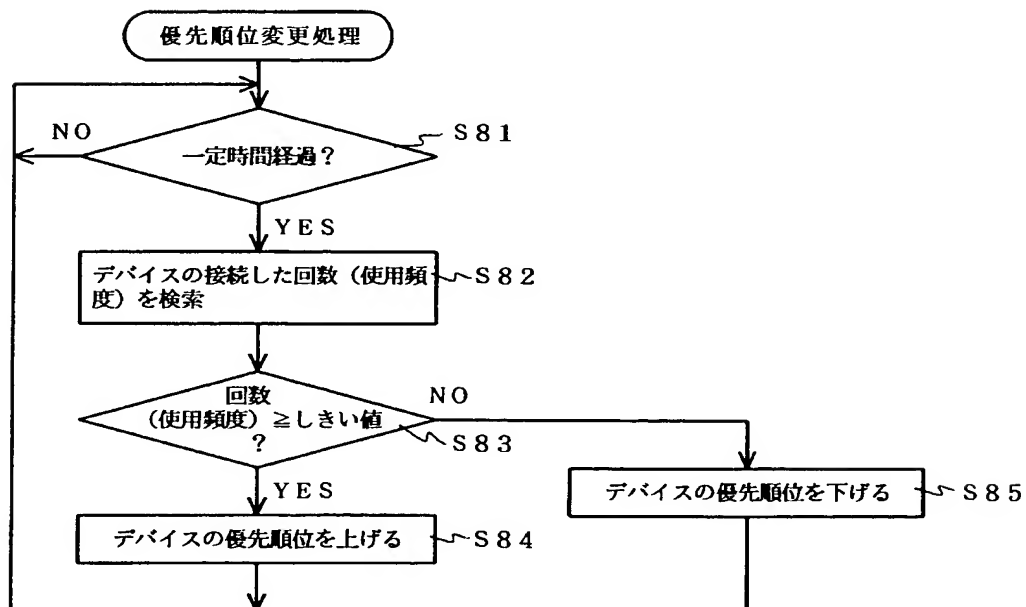 優先順位変更処理
NO
S81
一定時間経過?
YES
デバイスの接続した回数(使用頻
度)を検索
S82
回数
(使用頻度)≧しきい値
?
NO
S83
YES
デバイスの優先順位を下げる
S85
デバイスの優先順位を上げる
S84